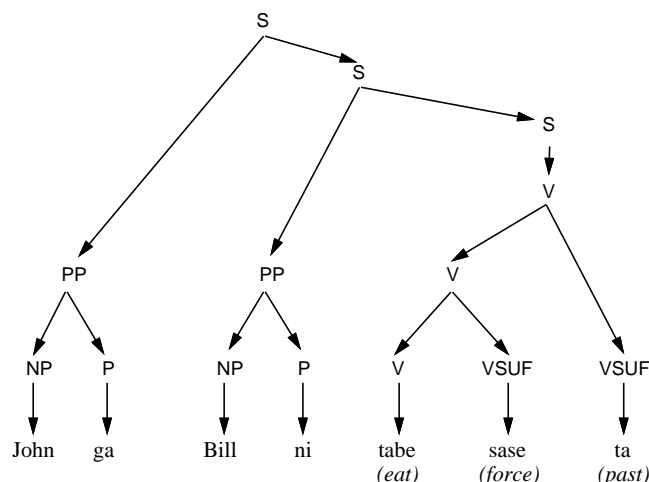 S
S
S
V
PP PP V
NP P NP P V VSUF VSUF
John ga Bill ni tabe sase ta
(eat) (force) (past)